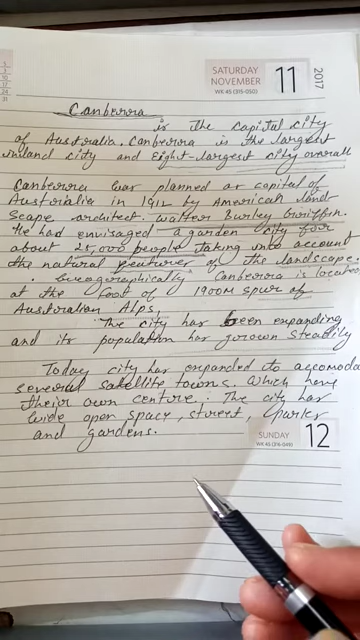 SATURDAY
NOVEMBER 11 2017
WK 45 (315-050)
Canberra
is the capital city
of Australia. Canberra is the largest
inland city and Eight-largest city overall
Canberra was planned as capital of
Australia in 1912 by American land-
scape architect. Walter Burley Griffin.
He had envisaged a garden city for
about 25,000 people taking into account
the natural features of the landscape.
Geographically Canberra is located
at the foot of 1900m spur of
Australian Alps.
The city has been expanding
and its population has grown steadily
Today city has expanded to accomoda
several satellite towns. Which have
their own centre. The city has
wide open space, street, parks
and gardens.
SUNDAY 12
WK 45 (316-049)